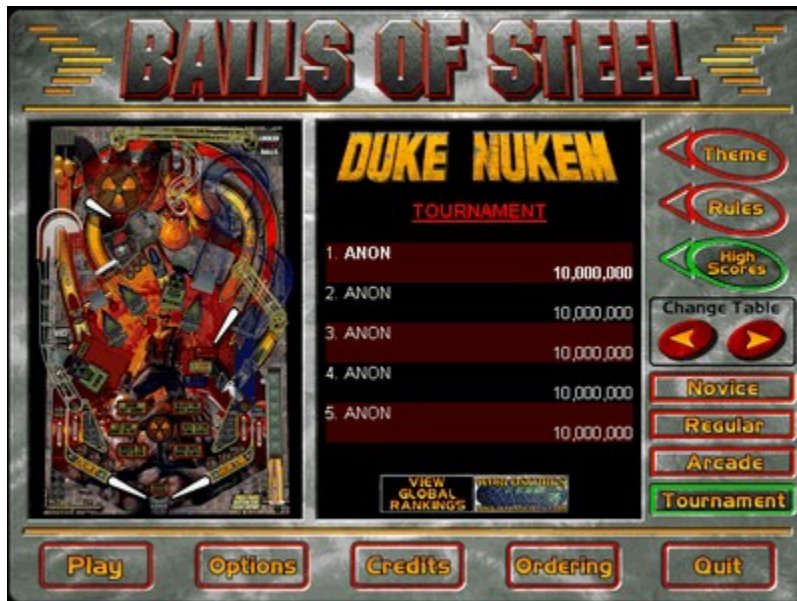 BALLS OF STEEL
DUKE NUKEM
TOURNAMENT
1. ANON
10,000,000
2. ANON
10,000,000
3. ANON
10,000,000
4. ANON
10,000,000
5. ANON
10,000,000
VIEW
GLOBAL
RANKINGS
Theme
Rules
High
Scores
Change Table
Novice
Regular
Arcade
Tournament
Play
Options
Credits
Ordering
Quit